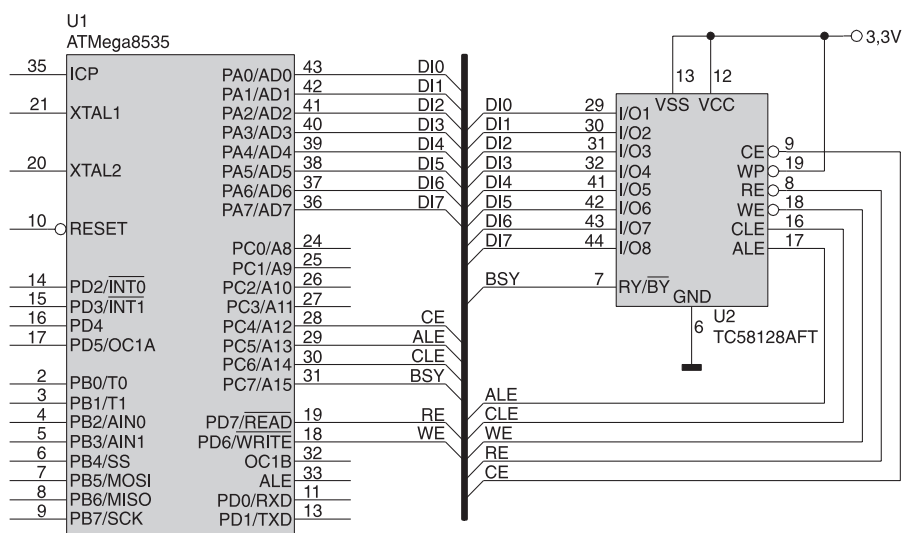 U1
ATMega8535
35 ICP
21 XTAL1
20 XTAL2
10 RESET
14 PD2/INT0
15 PD3/INT1
16 PD4
17 PD5/OC1A
2 PB0/T0
3 PB1/T1
4 PB2/AIN0
5 PB3/AIN1
6 PB4/SS
7 PB5/MOSI
8 PB6/MISO
9 PB7/SCK
PA0/AD0 43 DI0
PA1/AD1 42 DI1
PA2/AD2 41 DI2
PA3/AD3 40 DI3
PA4/AD4 39 DI4
PA5/AD5 38 DI5
PA6/AD6 37 DI6
PA7/AD7 36 DI7
PC0/A8 24
PC1/A9 25
PC2/A10 26
PC3/A11 27
PC4/A12 28 CE
PC5/A13 29 ALE
PC6/A14 30 CLE
PC7/A15 31 BSY
PD7/READ 19 RE
PD6/WRITE 18 WE
OC1B 32
ALE 33
PD0/RXD 11
PD1/TXD 13
3,3V
13 12
VSS VCC
DI0 29 I/O1
DI1 30 I/O2
DI2 31 I/O3
DI3 32 I/O4
DI4 41 I/O5
DI5 42 I/O6
DI6 43 I/O7
DI7 44 I/O8
BSY 7 RY/BY
CE 9
WP 19
RE 8
WE 18
CLE 16
ALE 17
GND
6
U2
TC58128AFT
ALE
CLE
WE
RE
CE